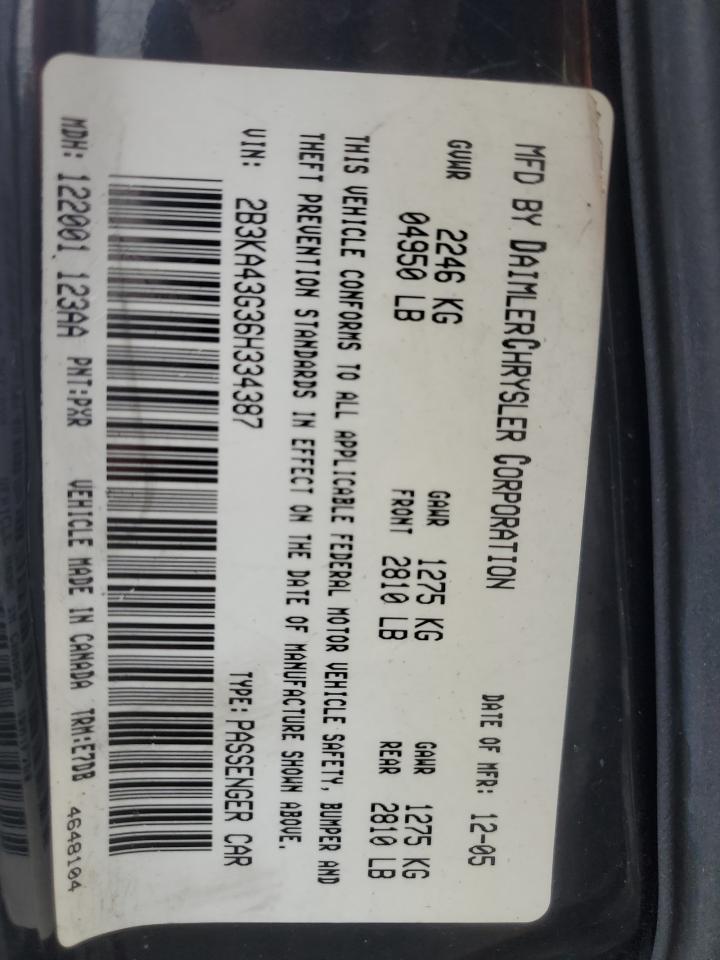 MFD BY DAIMLERCHRYSLER CORPORATION DATE OF MFR: 12-05
GVWR 2246 KG GAWR 1275 KG GAWR 1275 KG
04950 LB FRONT 2810 LB REAR 2810 LB
THIS VEHICLE CONFORMS TO ALL APPLICABLE FEDERAL MOTOR VEHICLE SAFETY, BUMPER AND
THEFT PREVENTION STANDARDS IN EFFECT ON THE DATE OF MANUFACTURE SHOWN ABOVE.
VIN: 2B3KA43G36H334387 TYPE: PASSENGER CAR
MDH: 122001 123AA PNT:PXR VEHICLE MADE IN CANADA TRM:E7DB 4648104